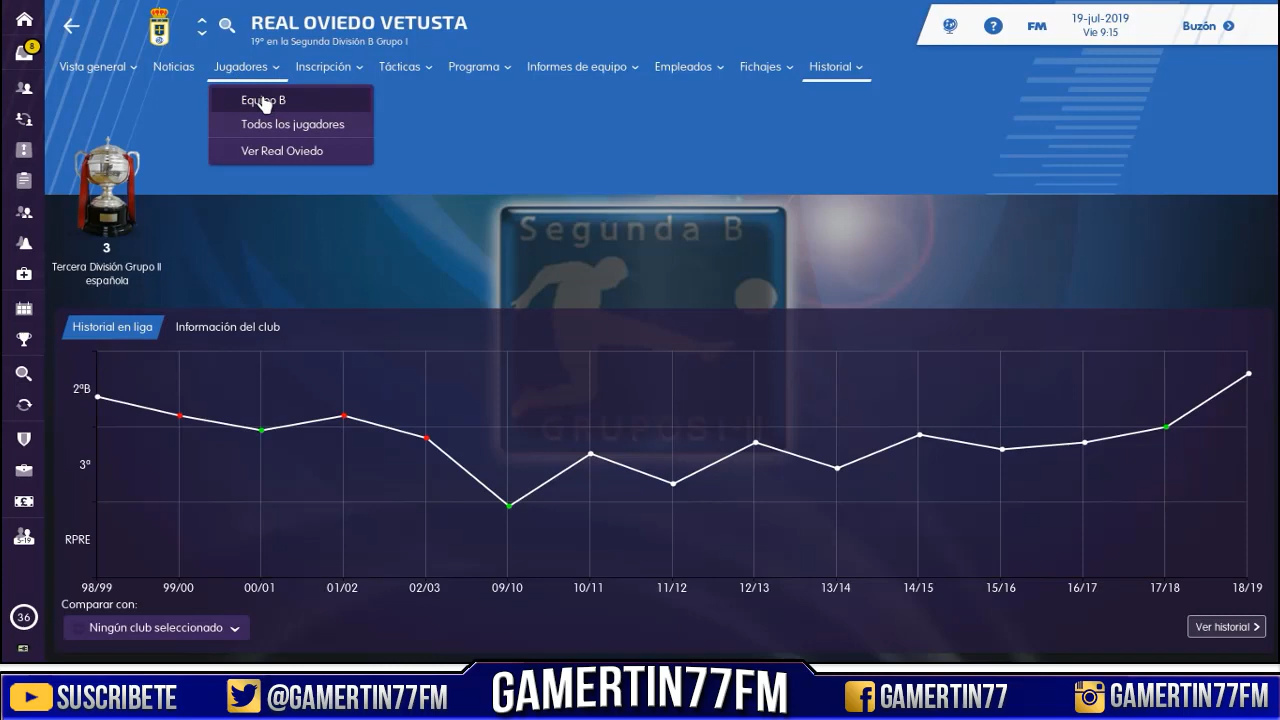 8
REAL OVIEDO VETUSTA
19º en la Segunda División B Grupo I
FM
19-jul-2019
Vie 9:15
Buzón
Vista general
Noticias
Jugadores
Inscripción
Tácticas
Programa
Informes de equipo
Empleados
Fichajes
Historial
Equipo B
Todos los jugadores
Ver Real Oviedo
3
Tercera División Grupo II
española
Segunda B
Historial en liga
Información del club
2ªB
3ª
RPRE
98/99
99/00
00/01
01/02
02/03
09/10
10/11
11/12
12/13
13/14
14/15
15/16
16/17
17/18
18/19
Comparar con:
Ningún club seleccionado
Ver historial
36
SUSCRIBETE
@GAMERTIN77FM
GAMERTIN77FM
GAMERTIN77
GAMERTIN77FM